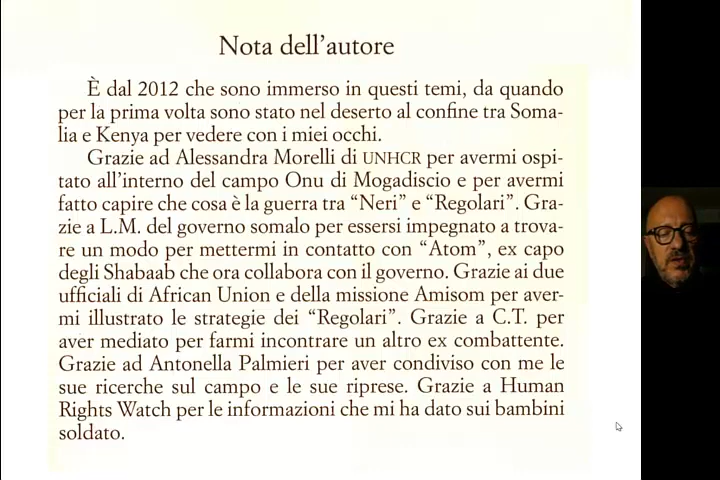 Nota dell’autore
È dal 2012 che sono immerso in questi temi, da quando
per la prima volta sono stato nel deserto al confine tra Soma-
lia e Kenya per vedere con i miei occhi.
Grazie ad Alessandra Morelli di UNHCR per avermi ospi-
tato all’interno del campo Onu di Mogadiscio e per avermi
fatto capire che cosa è la guerra tra “Neri” e “Regolari”. Gra-
zie a L.M. del governo somalo per essersi impegnato a trova-
re un modo per mettermi in contatto con “Atom”, ex capo
degli Shabaab che ora collabora con il governo. Grazie ai due
ufficiali di African Union e della missione Amisom per aver-
mi illustrato le strategie dei “Regolari”. Grazie a C.T. per
aver mediato per farmi incontrare un altro ex combattente.
Grazie ad Antonella Palmieri per aver condiviso con me le
sue ricerche sul campo e le sue riprese. Grazie a Human
Rights Watch per le informazioni che mi ha dato sui bambini
soldato.